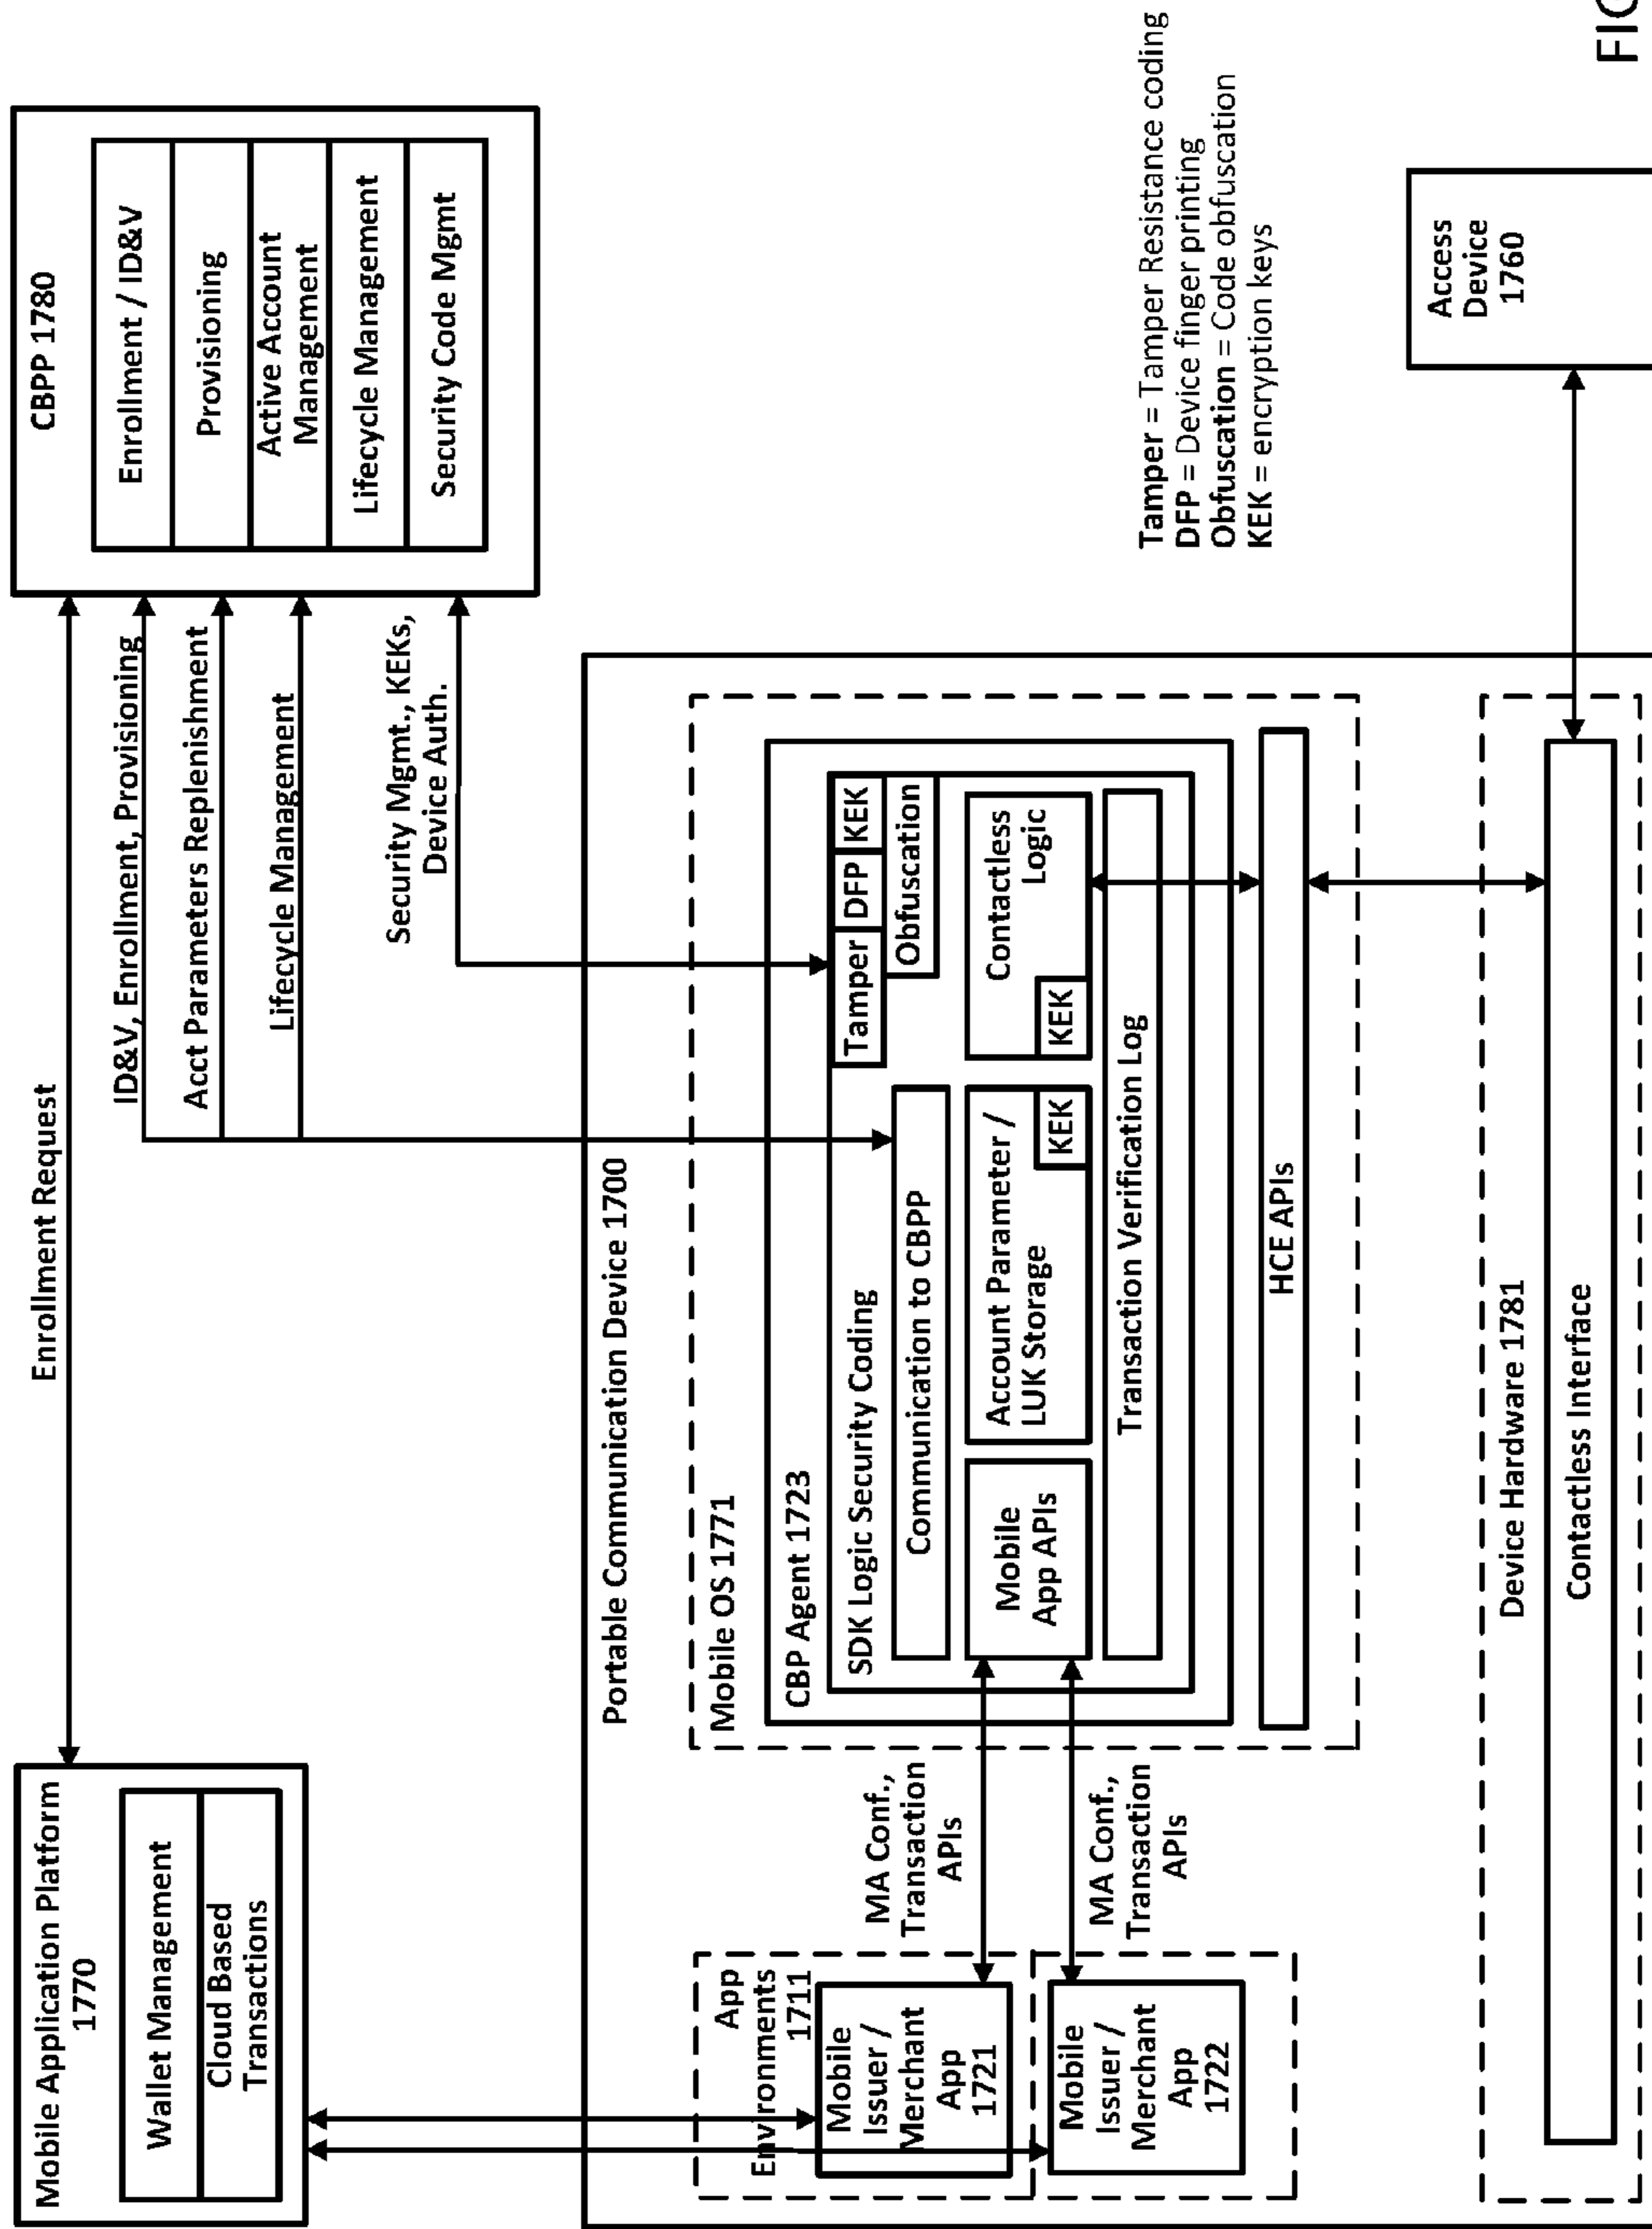 Mobile Application Platform
1770
Wallet Management
Cloud Based
Transactions
Enrollment Request
CBPP 1780
Enrollment / ID&V
Provisioning
Active Account
Management
Lifecycle Management
Security Code Mgmt
ID&V, Enrollment, Provisioning
Acct Parameters Replenishment
Lifecycle Management
Security Mgmt., KEKs,
Device Auth.
Portable Communication Device 1700
App
Environments
1711
Mobile
Issuer /
Merchant
App
1721
Mobile
Issuer /
Merchant
App
1722
MA Conf.,
Transaction
APIs
MA Conf.,
Transaction
APIs
Mobile OS 1771
CBP Agent 1723
SDK Logic Security Coding
Tamper
DFP
KEK
Obfuscation
Communication to CBPP
Mobile
App APIs
Account Parameter /
LUK Storage
KEK
Contactless
Logic
KEK
Transaction Verification Log
HCE APIs
Device Hardware 1781
Contactless Interface
Tamper = Tamper Resistance coding
DFP = Device finger printing
Obfuscation = Code obfuscation
KEK = encryption keys
Access
Device
1760